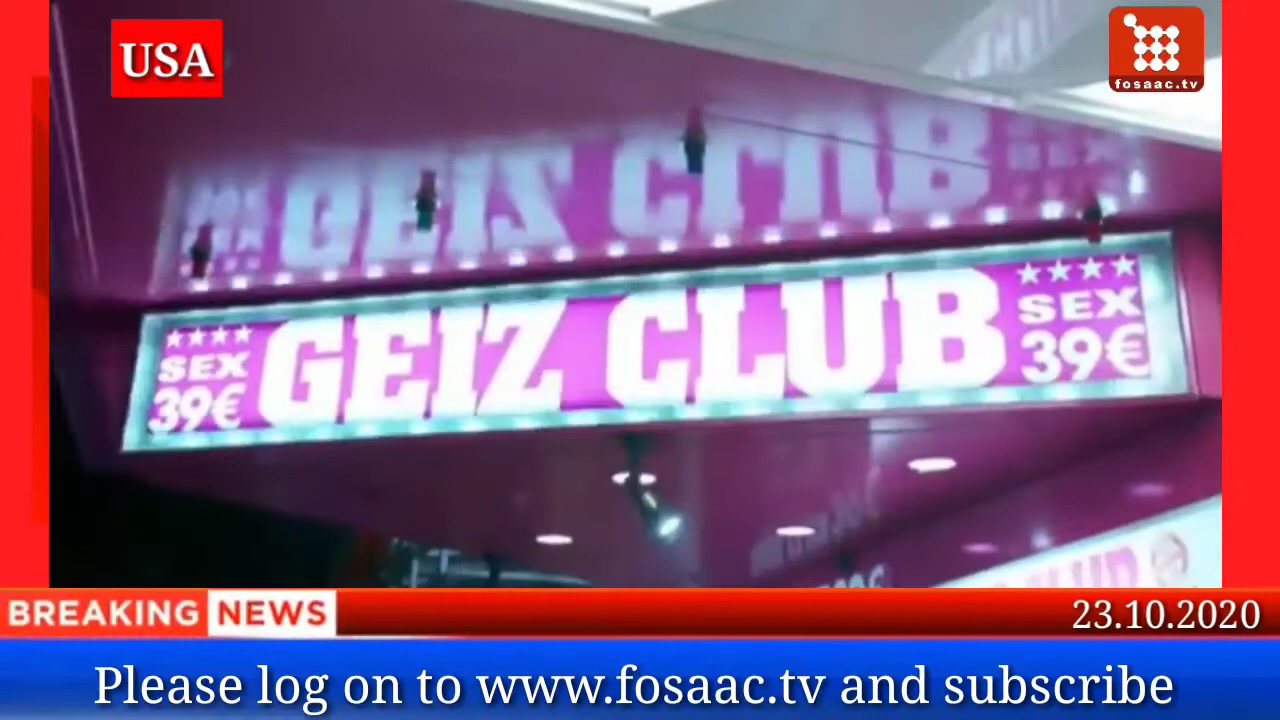 USA
fosaac.tv
GEIZ CLUB
SEX
★★★★
SEX
39€
GEIZ CLUB
★★★★
SEX
39€
BREAKING NEWS
23.10.2020
Please log on to www.fosaac.tv and subscribe